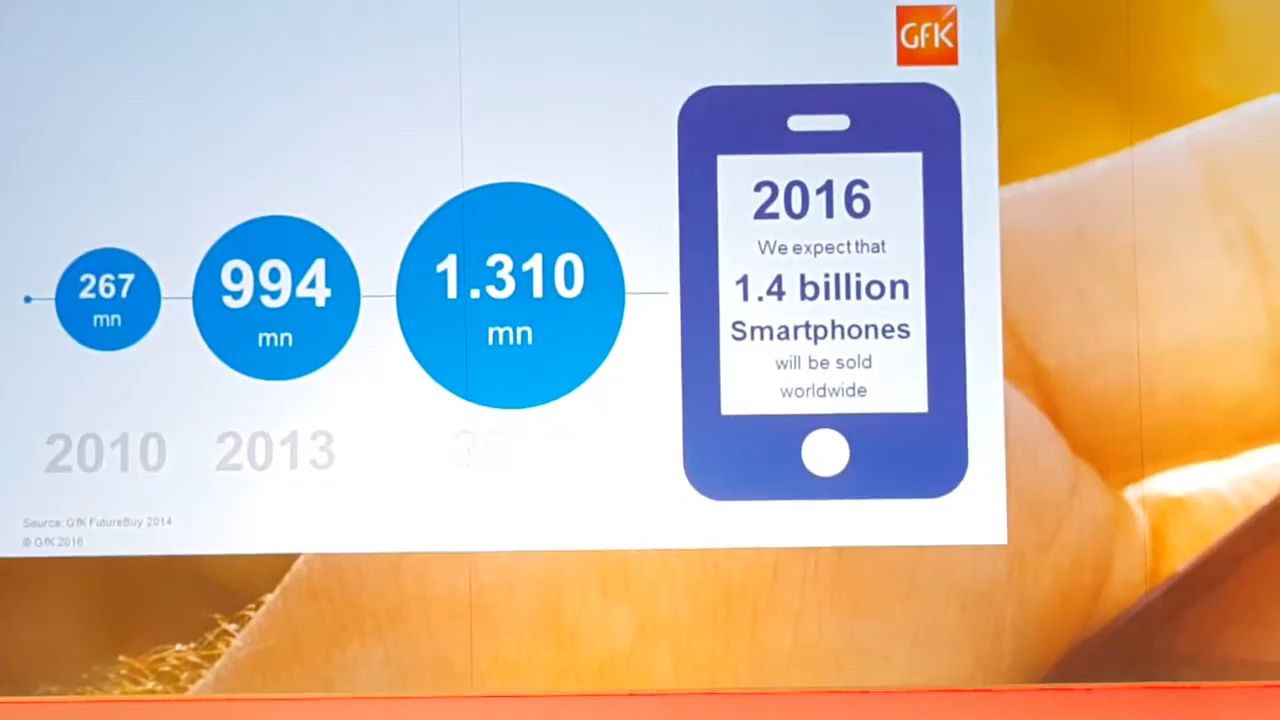 GfK
267
mn
994
mn
1.310
mn
2010
2013
2016
We expect that
1.4 billion
Smartphones
will be sold
worldwide
Source: GfK FutureBuy 2014
© GfK 2016